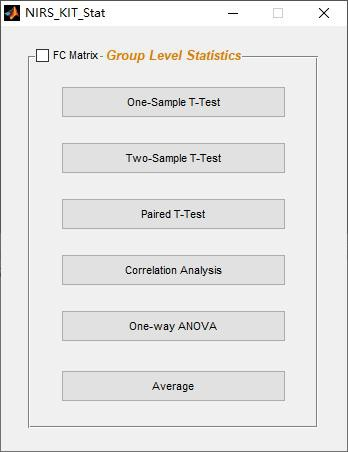 NIRS_KIT_Stat
FC Matrix - Group Level Statistics
One-Sample T-Test
Two-Sample T-Test
Paired T-Test
Correlation Analysis
One-way ANOVA
Average